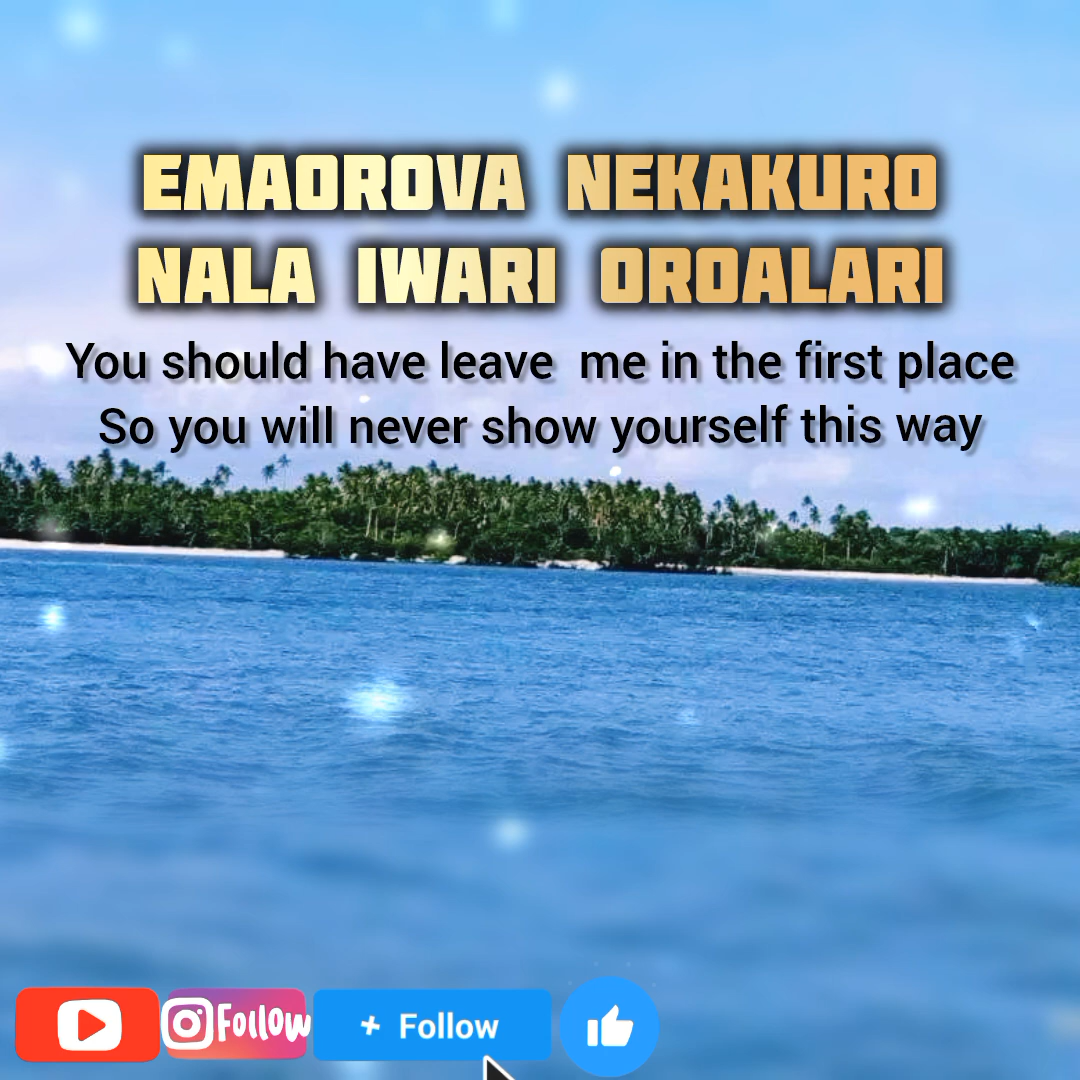 EMAOROVA NEKAKURO
NALA IWARI OROALARI
You should have leave me in the first place
So you will never show yourself this way
Follow
+ Follow